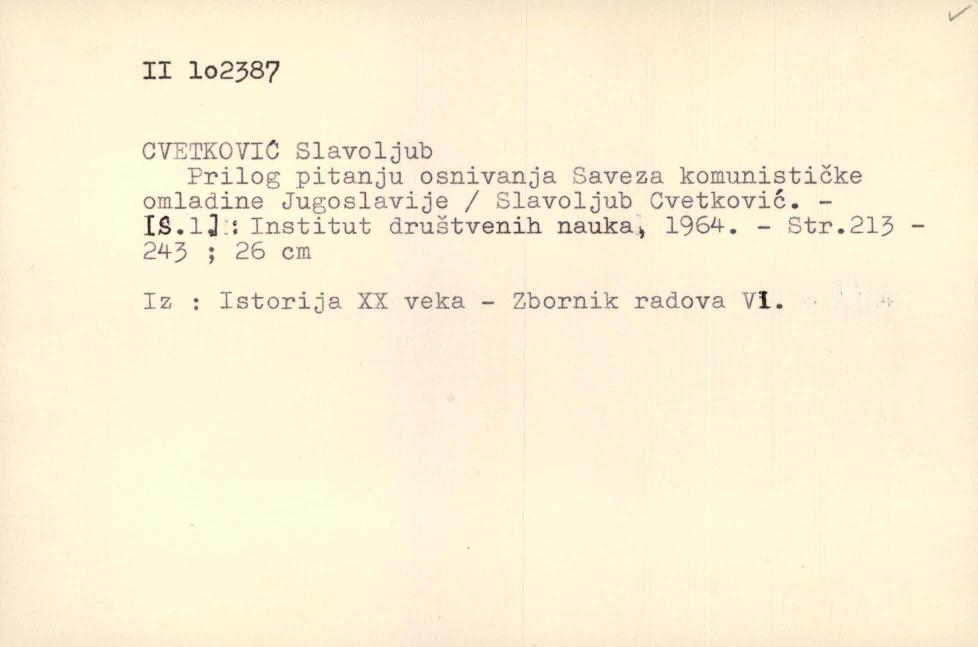 II lo2387
CVETKOVIĆ Slavoljub
Prilog pitanju osnivanja Saveza komunističke
omladine Jugoslavije / Slavoljub Cvetković. -
[S.l] : Institut društvenih nauka, 1964. - Str.213 -
243 ; 26 cm
Iz : Istorija XX veka - Zbornik radova VI.